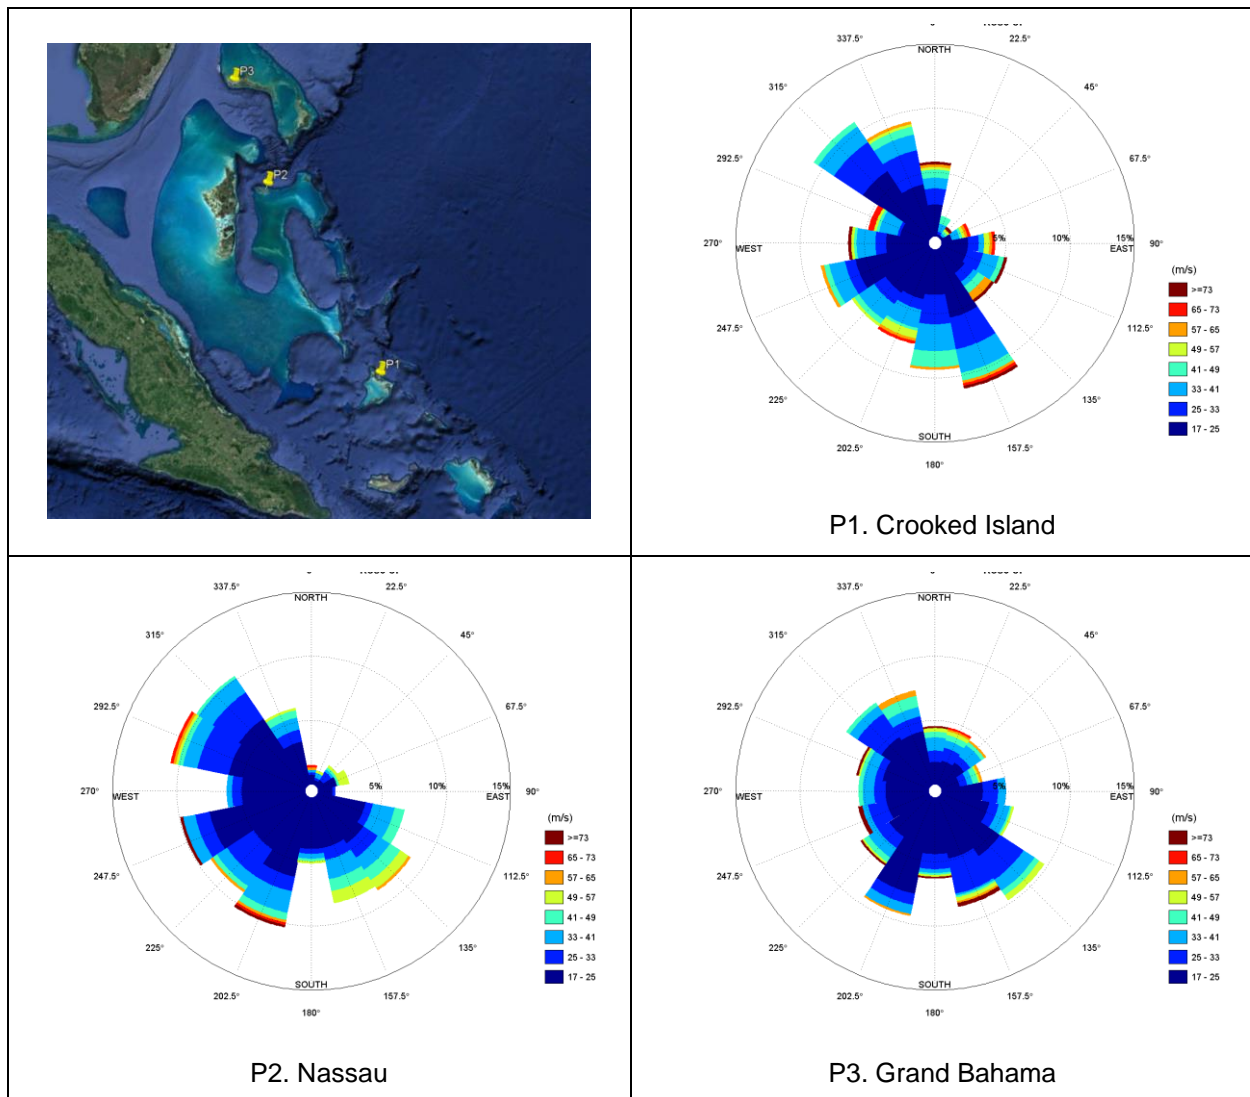 P3
P2
P1
0
337.5°
22.5°
NORTH
315°
45°
292.5°
67.5°
270°
WEST
5%
10%
15%
EAST
90°
247.5°
112.5°
225°
135°
202.5°
SOUTH
157.5°
180°
(m/s)
>=73
65 - 73
57 - 65
49 - 57
41 - 49
33 - 41
25 - 33
17 - 25
P1. Crooked Island
337.5°
22.5°
NORTH
315°
45°
292.5°
67.5°
270°
WEST
5%
10%
15%
EAST
90°
247.5°
112.5°
225°
135°
202.5°
SOUTH
157.5°
180°
(m/s)
>=73
65 - 73
57 - 65
49 - 57
41 - 49
33 - 41
25 - 33
17 - 25
P2. Nassau
337.5°
22.5°
NORTH
315°
45°
292.5°
67.5°
270°
WEST
5%
10%
15%
EAST
90°
247.5°
112.5°
225°
135°
202.5°
SOUTH
157.5°
180°
(m/s)
>=73
65 - 73
57 - 65
49 - 57
41 - 49
33 - 41
25 - 33
17 - 25
P3. Grand Bahama